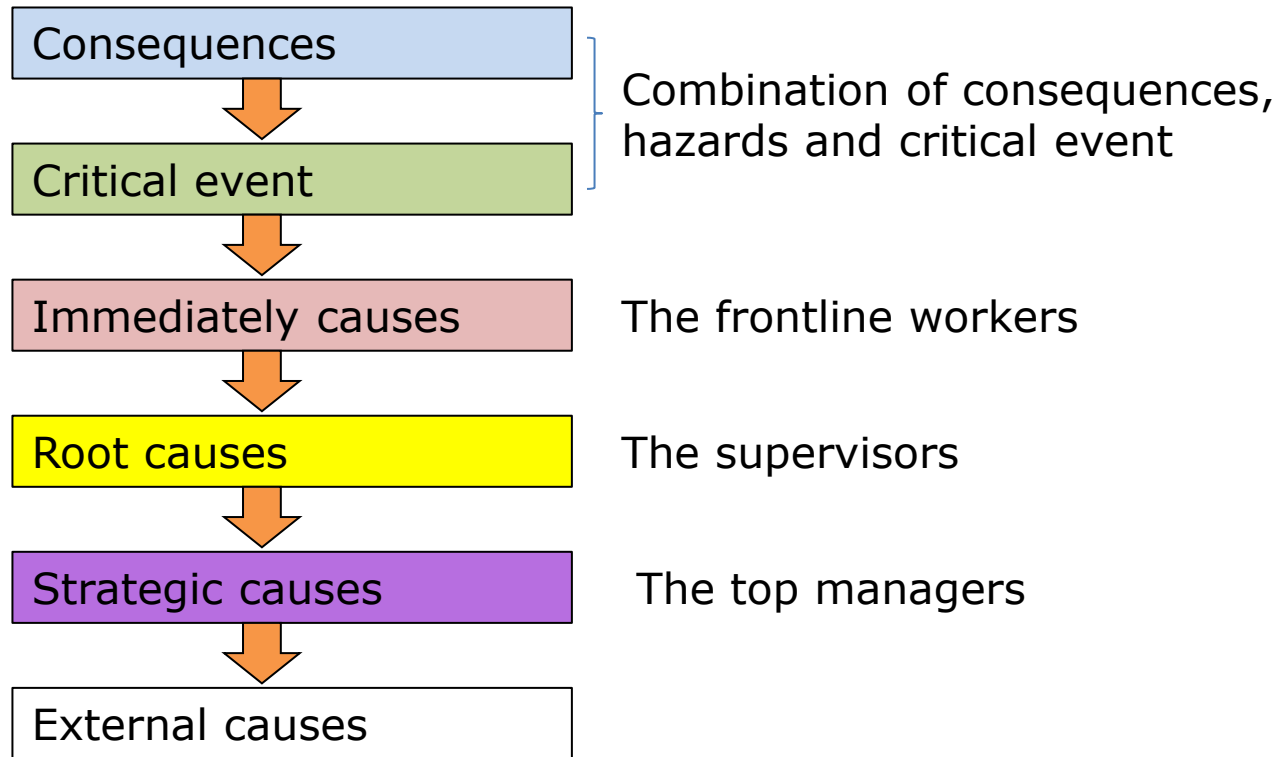 Consequences
Combination of consequences,
hazards and critical event
Critical event
Immediately causes
The frontline workers
Root causes
The supervisors
Strategic causes
The top managers
External causes